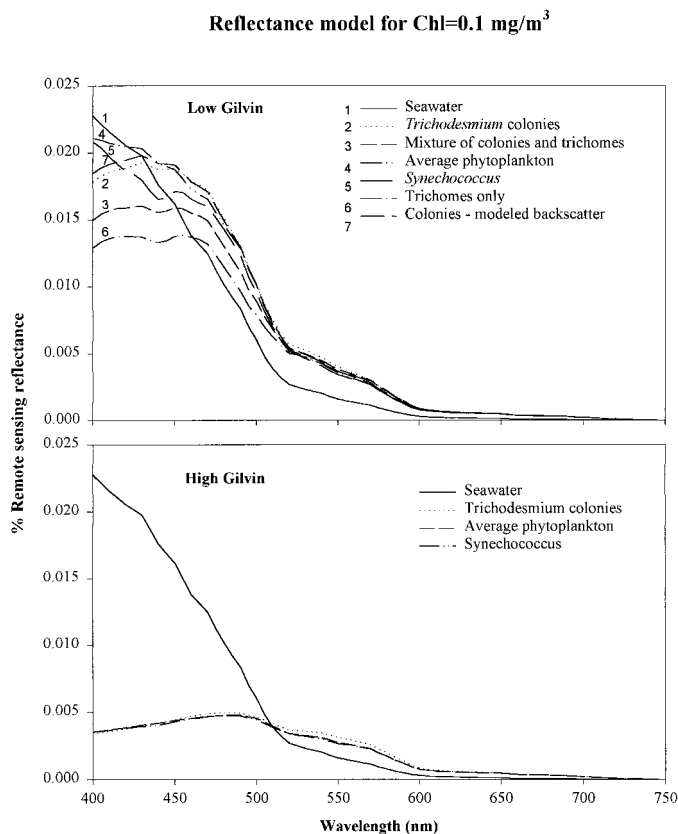 Reflectance model for Chl=0.1 mg/m³
% Remote sensing reflectance
0.025
0.020
0.015
0.010
0.005
0.000
Low Gilvin
1 Seawater
2 Trichodesmium colonies
3 Mixture of colonies and trichomes
4 Average phytoplankton
5 Synechococcus
6 Trichomes only
7 Colonies - modeled backscatter
1
4
5
7
2
3
6
0.025
0.020
0.015
0.010
0.005
0.000
High Gilvin
Seawater
Trichodesmium colonies
Average phytoplankton
Synechococcus
400 450 500 550 600 650 700 750
Wavelength (nm)